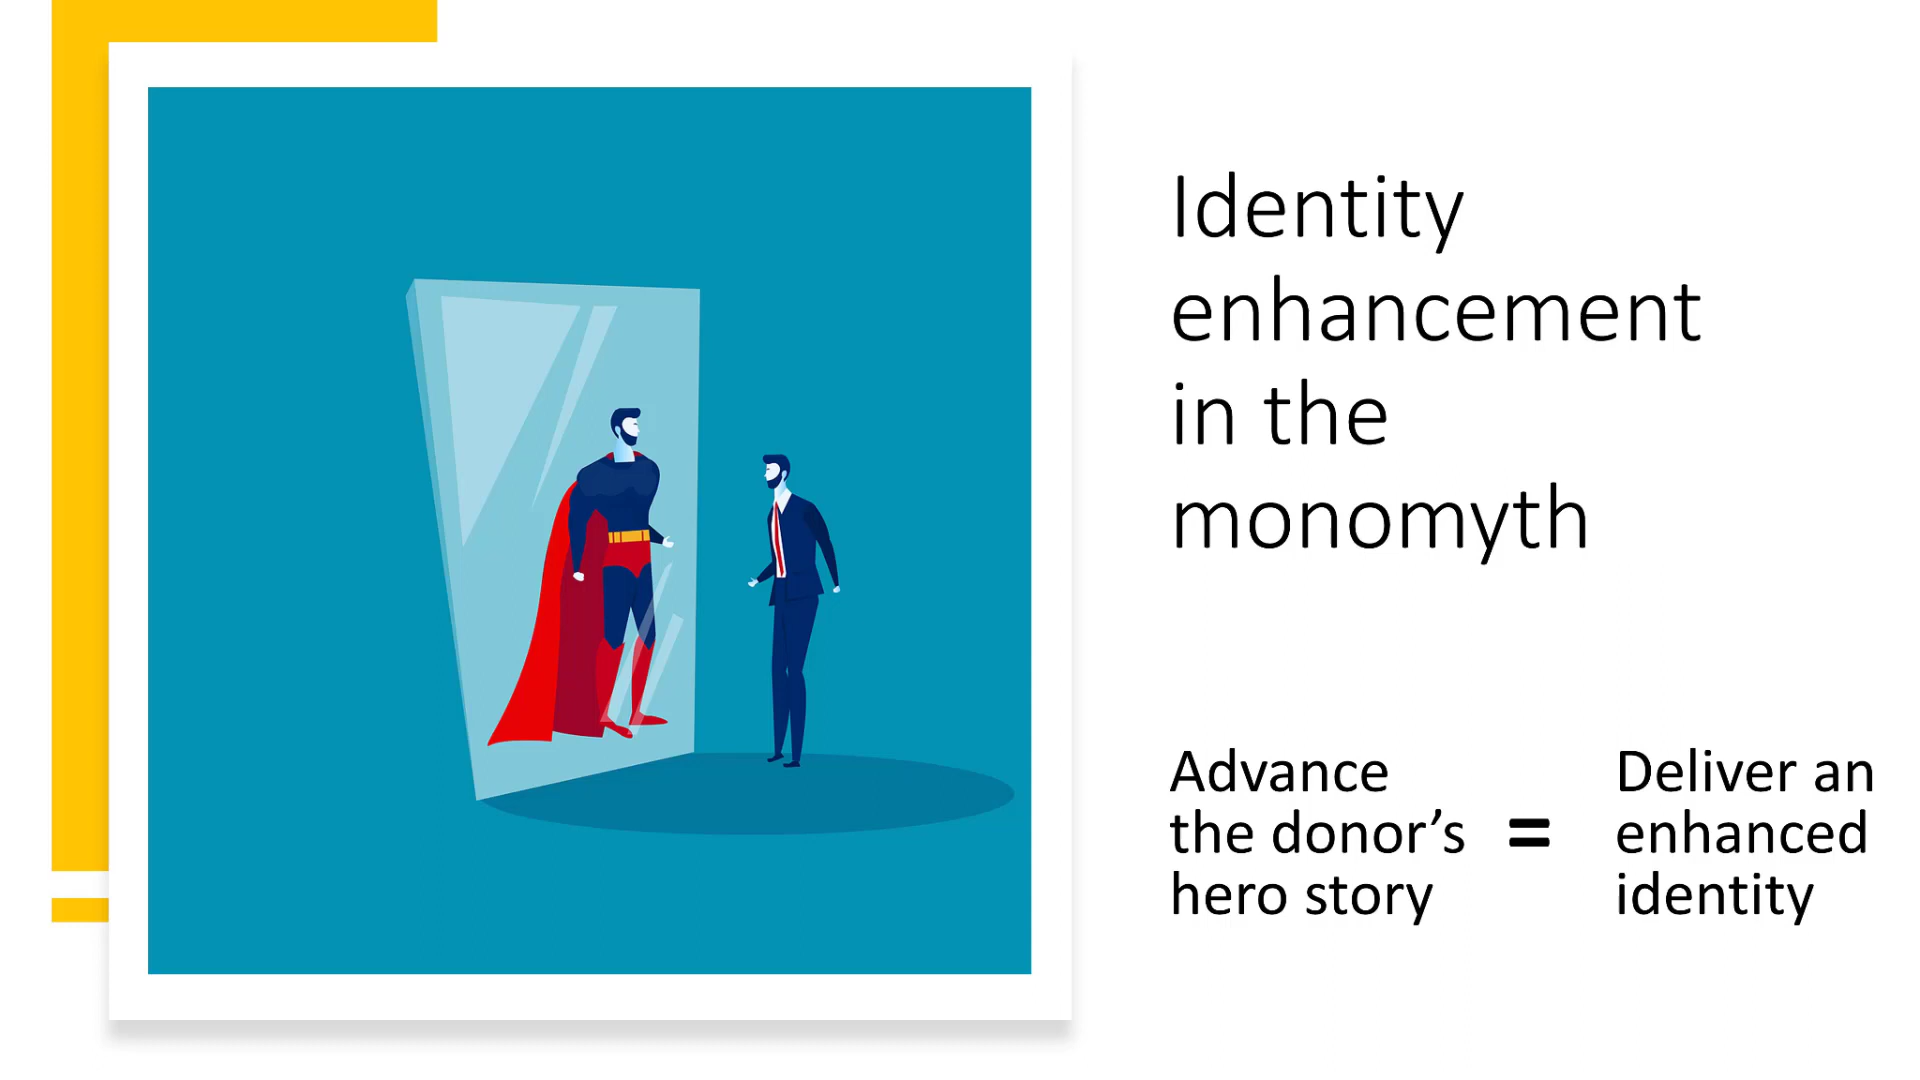 Identity
enhancement
in the
monomyth
Advance
the donor’s
hero story
=
Deliver an
enhanced
identity